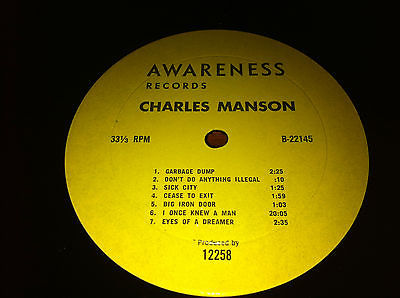 AWARENESS
RECORDS
CHARLES MANSON
33⅓ RPM B-22145
1. GARBAGE DUMP 2:25
2. DON'T DO ANYTHING ILLEGAL :10
3. SICK CITY 1:25
4. CEASE TO EXIT 1:59
5. BIG IRON DOOR 1:03
6. I ONCE KNEW A MAN 20:05
7. EYES OF A DREAMER 2:35
Produced by
12258